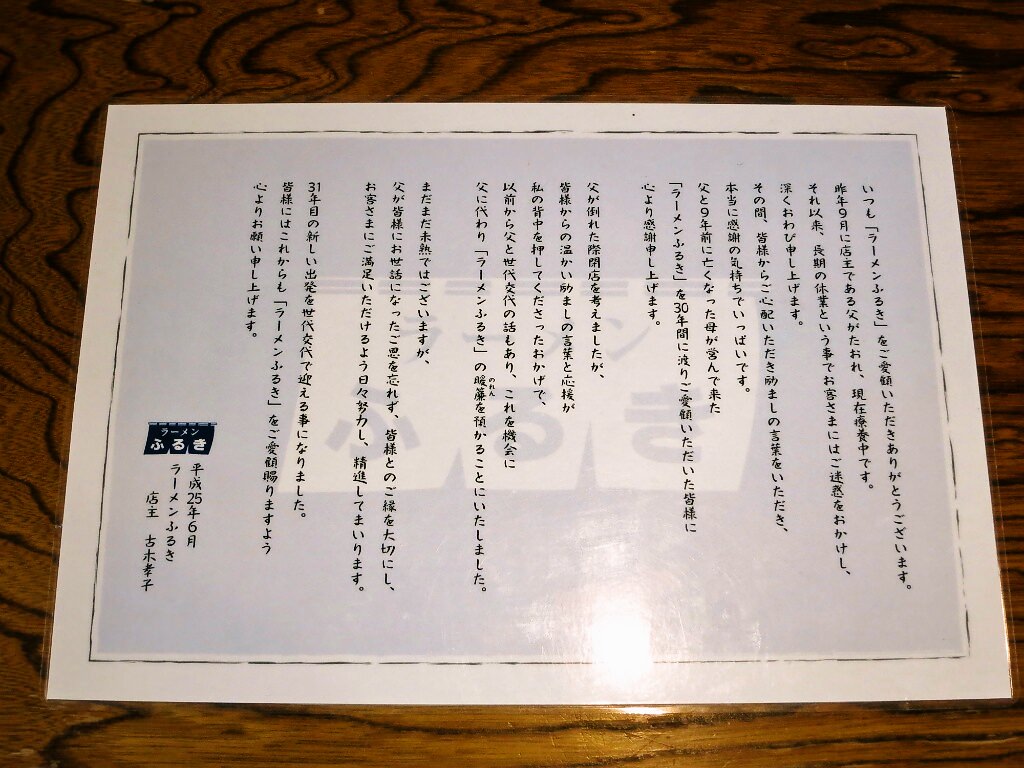 いつも「ラーメンふるき」をご愛顧いただきありがとうございます。
昨年9月に店主である父がたおれ、現在療養中です。
それ以来、長期の休業という事でお客さまにはご迷惑をおかけし、
深くおわび申し上げます。
その間、皆様からご心配いただき励ましの言葉をいただき、
本当に感謝の気持ちでいっぱいです。
父と9年前に亡くなった母が営んで来た
「ラーメンふるき」を30年間に渡りご愛顧いただいた皆様に
心より感謝申し上げます。
父が倒れた際閉店を考えましたが、
皆様からの温かい励ましの言葉と応援が
私の背中を押してくださったおかげで、
以前から父と世代交代の話もあり、これを機会に
父に代わり「ラーメンふるき」の暖簾を預かることにいたしました。
のれん
まだまだ未熟ではございますが、
父が皆様にお世話になったご恩を忘れず、皆様とのご縁を大切にし、
お客さまにご満足いただけるよう日々努力し、精進してまいります。
31年目の新しい出発を世代交代で迎える事になりました。
皆様にはこれからも「ラーメンふるき」をご愛顧賜りますよう
心よりお願い申し上げます。
ラーメン
ふるき
平成25年6月
ラーメンふるき
店主 古木孝子
ラーメン
ふるき